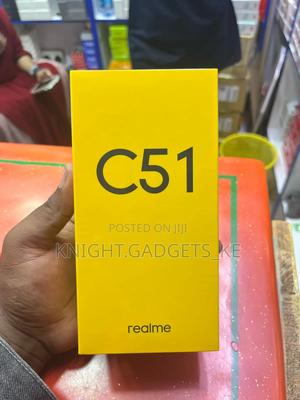 C51
POSTED ON JIJI
KNIGHT.GADGETS_KE
realme